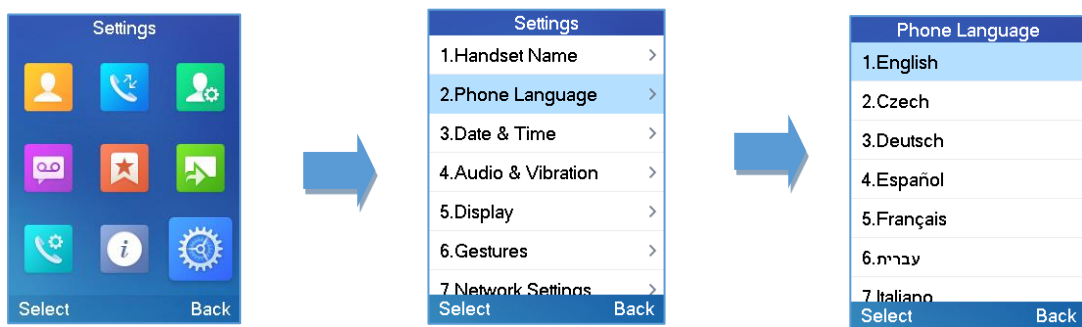 Settings
Select Back
Settings
1.Handset Name
2.Phone Language
3.Date & Time
4.Audio & Vibration
5.Display
6.Gestures
7.Network Settings
Select Back
Phone Language
1.English
2.Czech
3.Deutsch
4.Español
5.Français
6.עברית
7.Italiano
Select Back